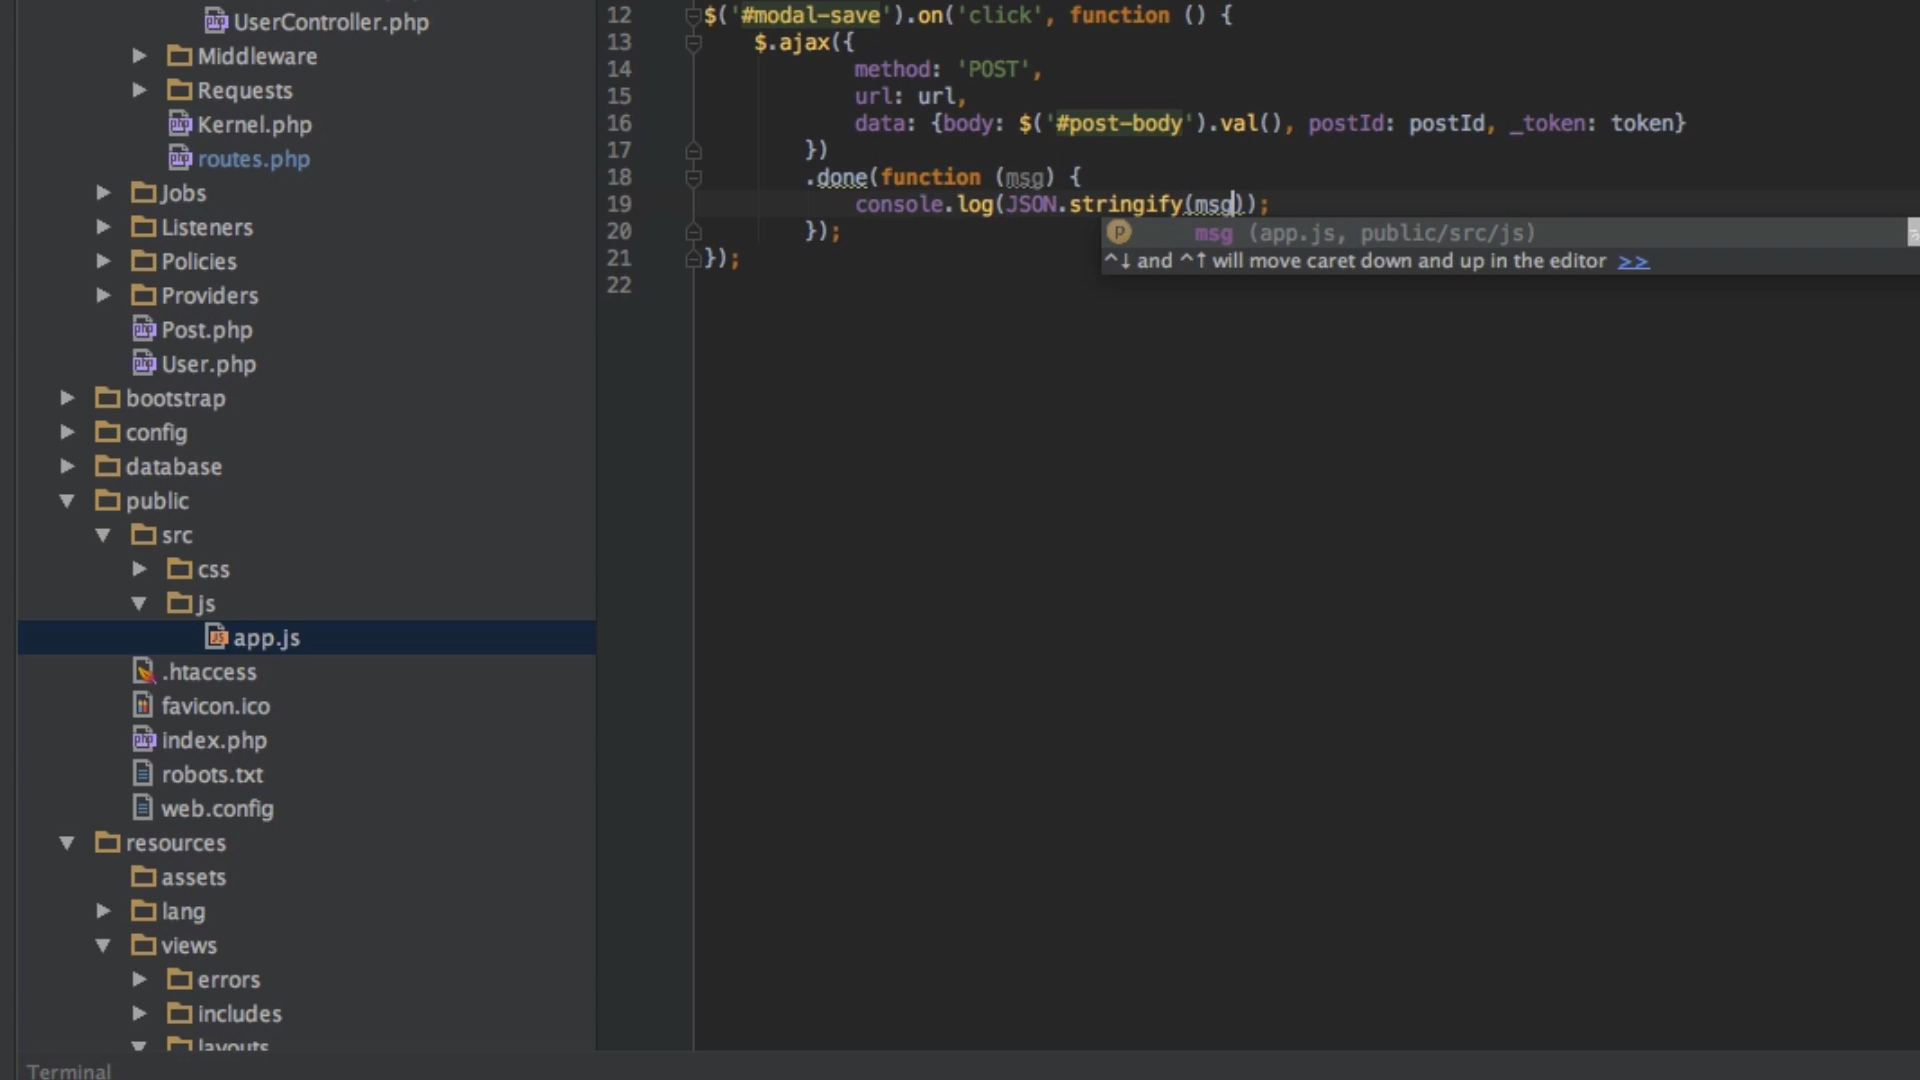 UserController.php
Middleware
Requests
Kernel.php
routes.php
Jobs
Listeners
Policies
Providers
Post.php
User.php
bootstrap
config
database
public
src
css
js
app.js
.htaccess
favicon.ico
index.php
robots.txt
web.config
resources
assets
lang
views
errors
includes
layouts
Terminal
12 $('#modal-save').on('click', function () {
13 $.ajax({
14 method: 'POST',
15 url: url,
16 data: {body: $('#post-body').val(), postId: postId, _token: token}
17 })
18 .done(function (msg) {
19 console.log(JSON.stringify(msg));
20 });
21 });
22
P msg (app.js, public/src/js)
^↓ and ^↑ will move caret down and up in the editor >>